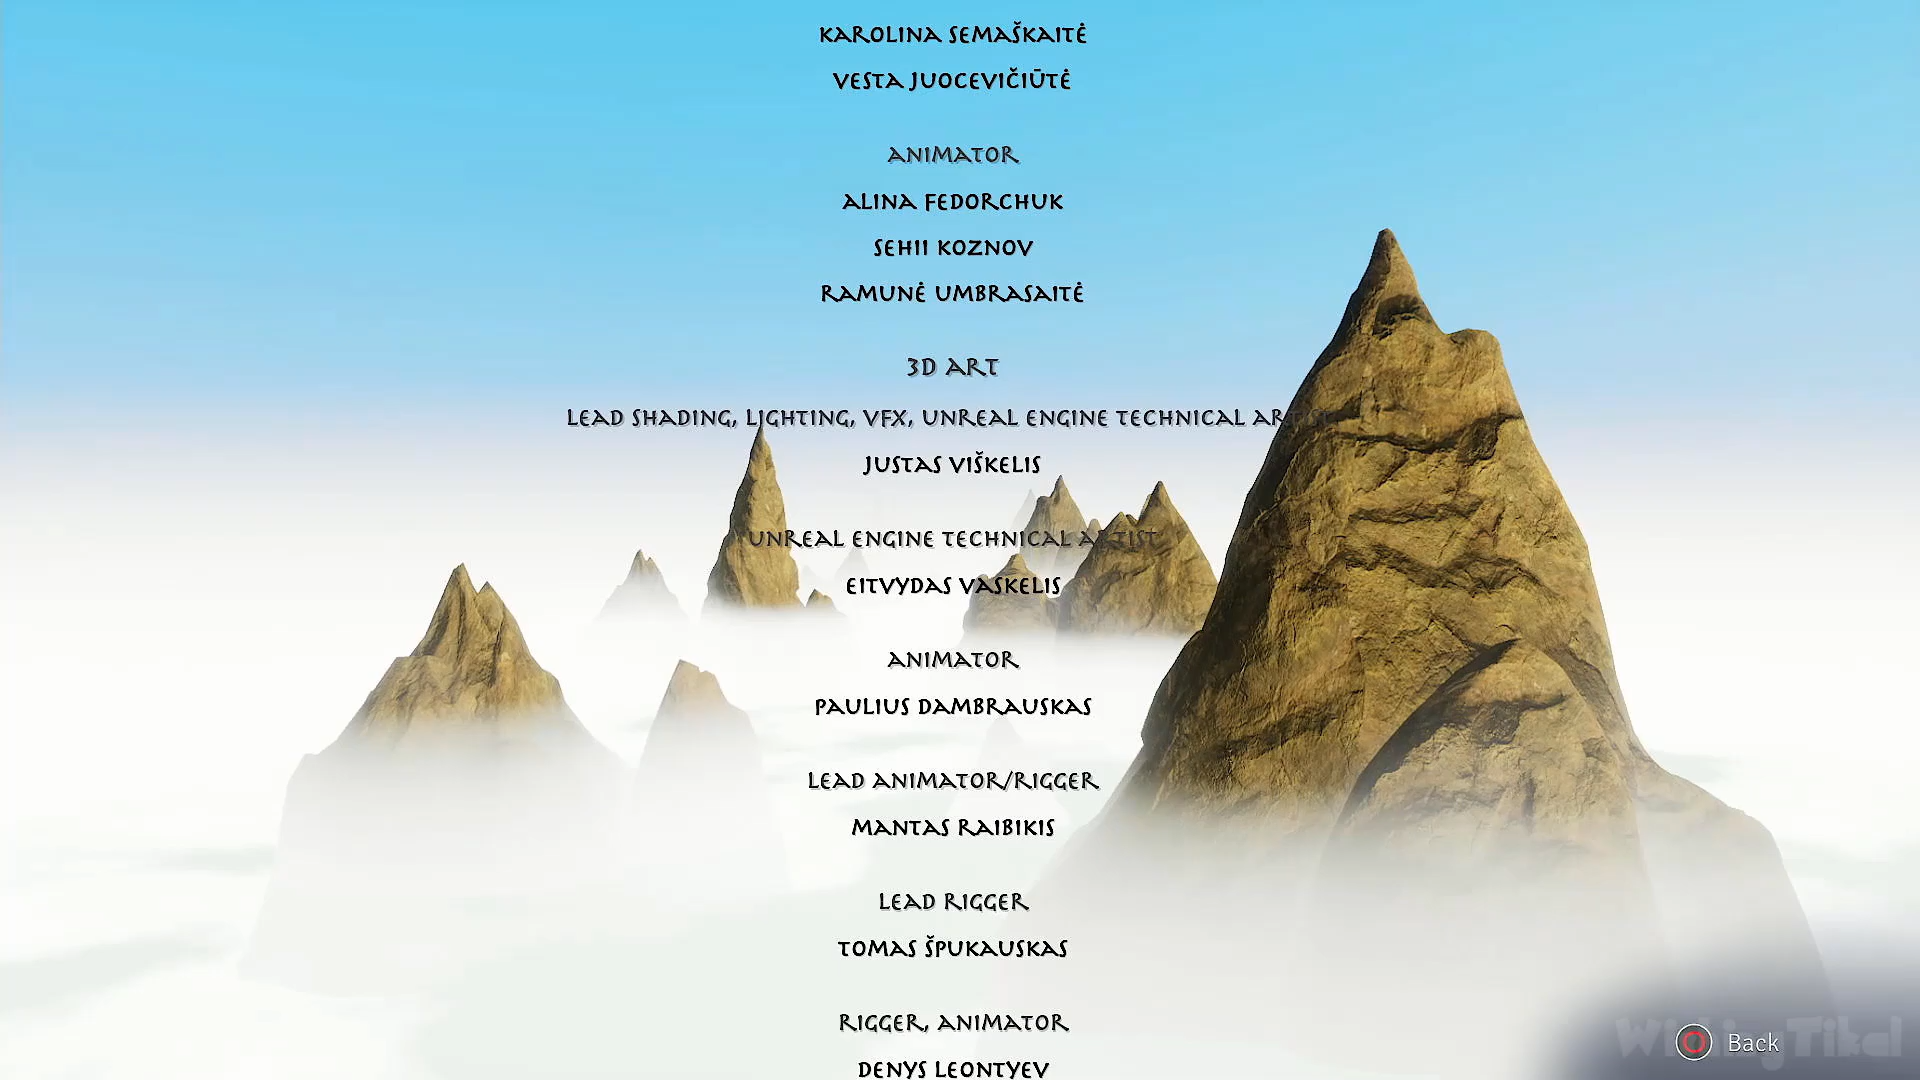 KAROLINA SEMAŠKAITĖ
VESTA JUOCEVIČIŪTĖ
ANIMATOR
ALINA FEDORCHUK
SEHII KOZNOV
RAMUNĖ UMBRASAITĖ
3D ART
LEAD SHADING, LIGHTING, VFX, UNREAL ENGINE TECHNICAL ARTIST
JUSTAS VIŠKELIS
UNREAL ENGINE TECHNICAL ARTIST
EITVYDAS VASKELIS
ANIMATOR
PAULIUS DAMBRAUSKAS
LEAD ANIMATOR/RIGGER
MANTAS RAIBIKIS
LEAD RIGGER
TOMAS ŠPUKAUSKAS
RIGGER, ANIMATOR
DENYS LEONTYEV
Back